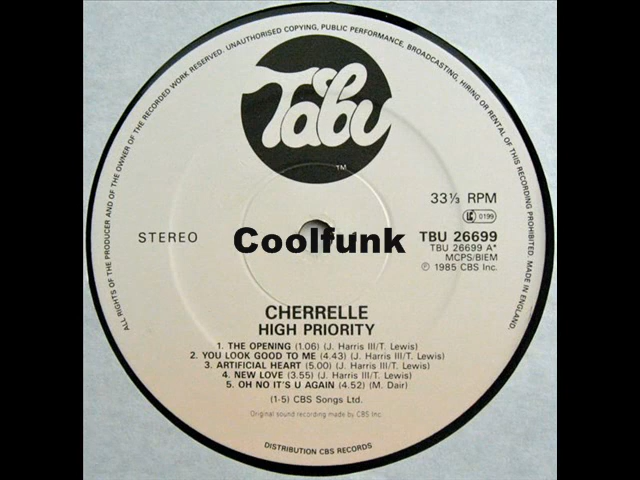 ALL RIGHTS OF THE PRODUCER AND OF THE OWNER OF THE RECORDED WORK RESERVED. UNAUTHORISED COPYING, PUBLIC PERFORMANCE, BROADCASTING, HIRING OR RENTAL OF THIS RECORDING PROHIBITED. MADE IN ENGLAND.
Tabu
TM
33⅓ RPM
LC 0199
STEREO
Coolfunk
TBU 26699
TBU 26699 A*
MCPS/BIEM
℗ 1985 CBS Inc.
CHERRELLE
HIGH PRIORITY
1. THE OPENING (1.06) (J. Harris III/T. Lewis)
2. YOU LOOK GOOD TO ME (4.43) (J. Harris III/T. Lewis)
3. ARTIFICIAL HEART (5.00) (J. Harris III/T. Lewis)
4. NEW LOVE (3.55) (J. Harris III/T. Lewis)
5. OH NO IT'S U AGAIN (4.52) (M. Dair)
(1-5) CBS Songs Ltd.
Original sound recording made by CBS Inc.
DISTRIBUTION CBS RECORDS